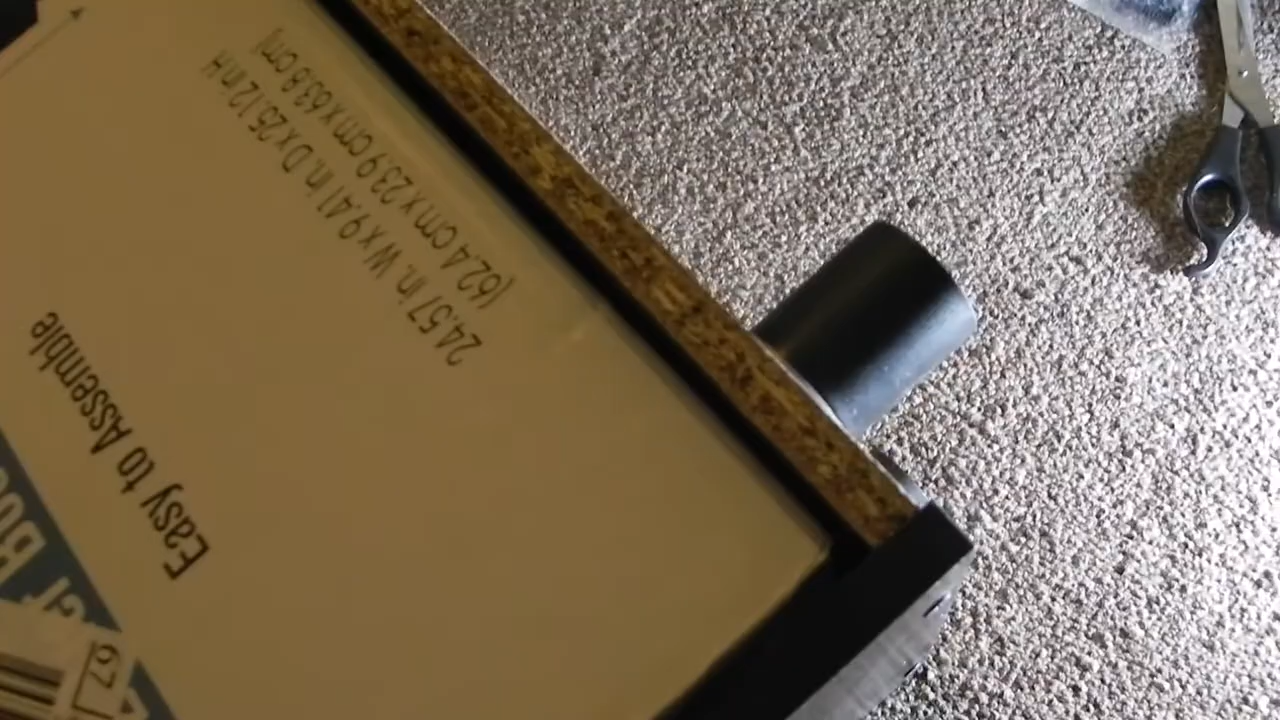 24.57 in. W x 9.41 in. D x 25.12 in.H
(62.4 cm x 23.9 cm x 63.8 cm)
Easy to Assemble